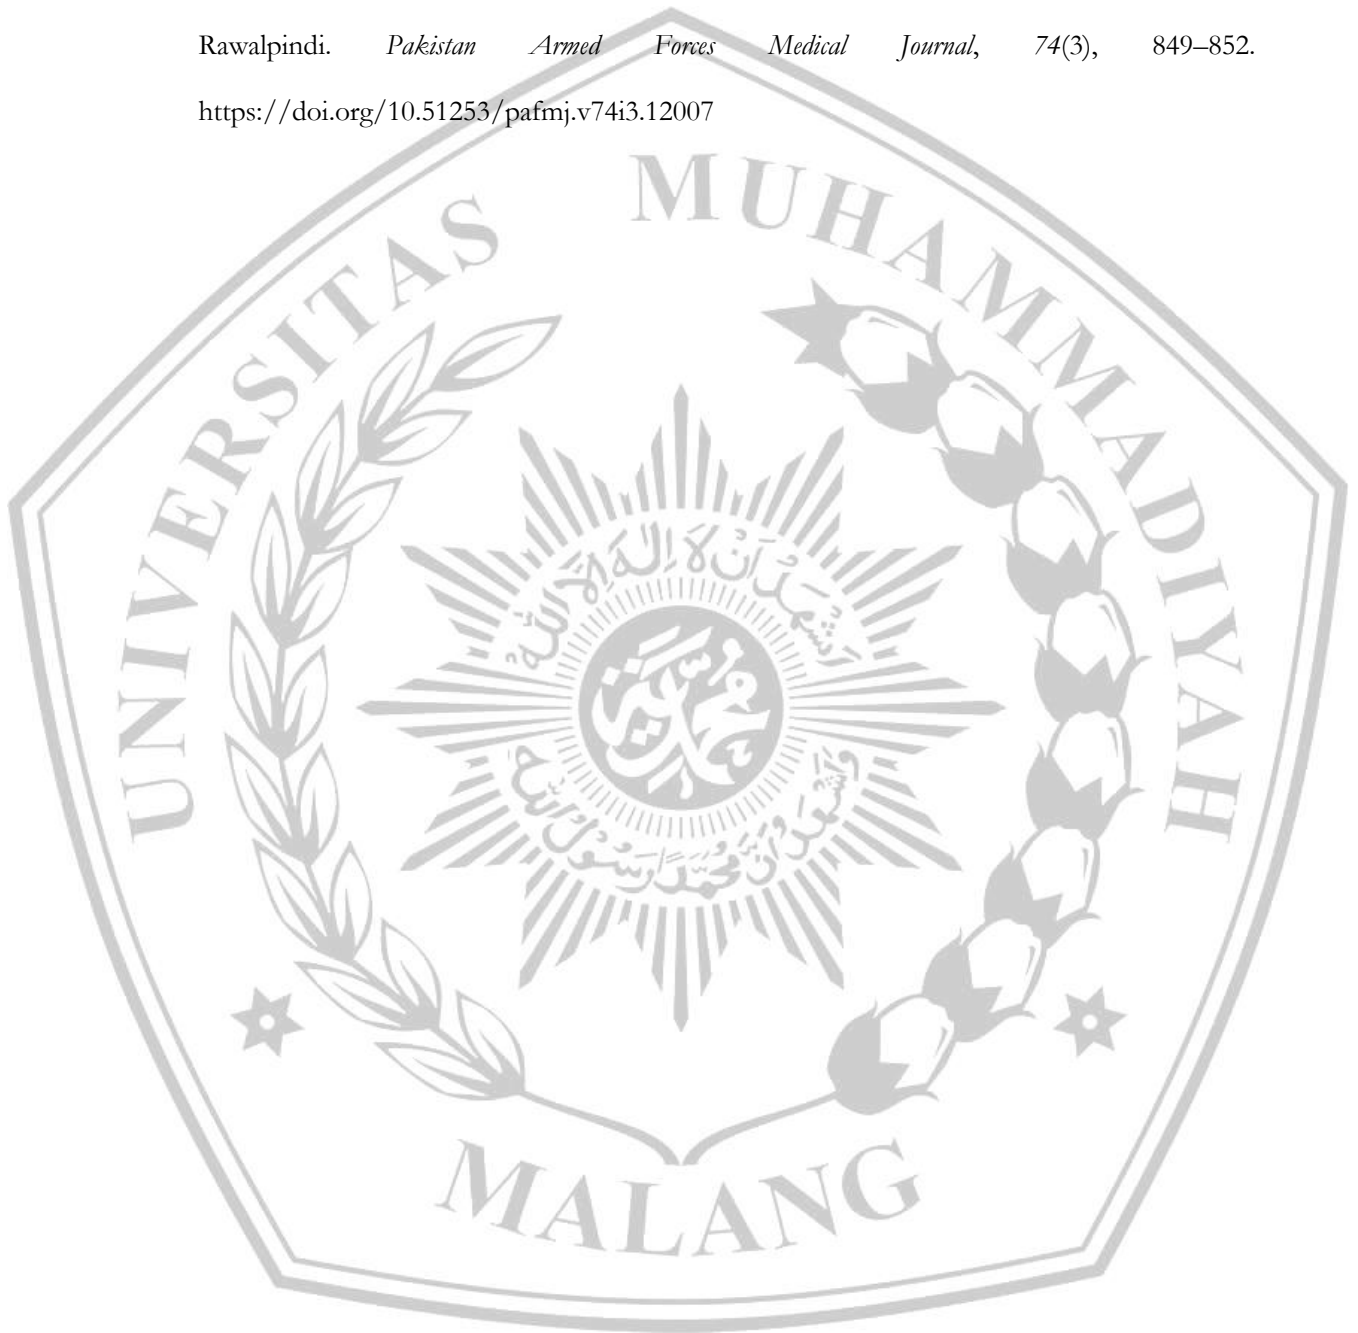 Rawalpindi. Pakistan Armed Forces Medical Journal, 74(3), 849–852.
https://doi.org/10.51253/pafmj.v74i3.12007
UNIVERSITAS MUHAMMADIYAH
MALANG